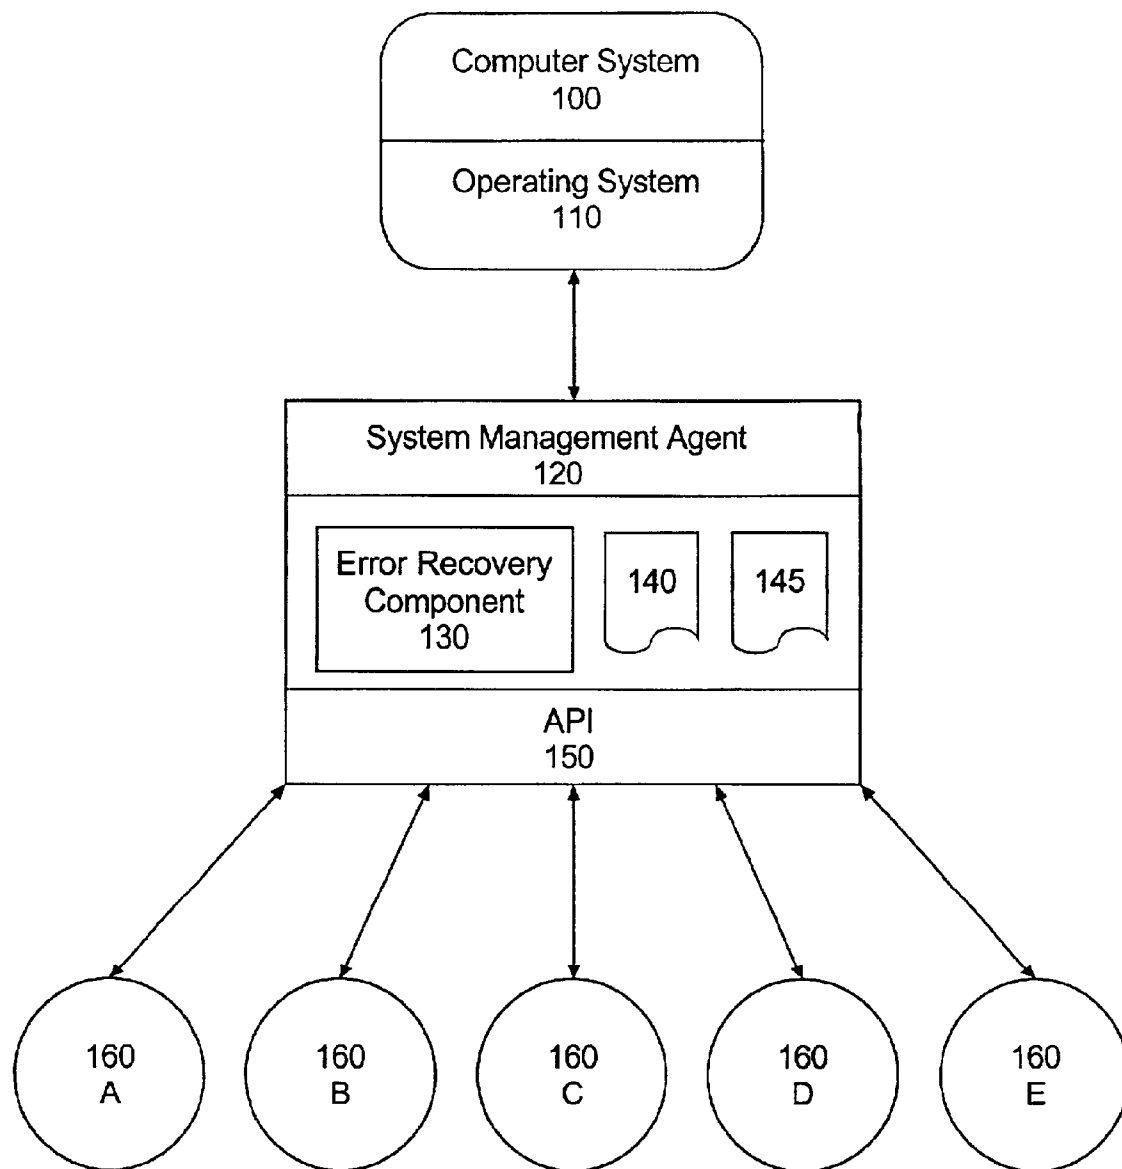 Computer System
100
Operating System
110
System Management Agent
120
Error Recovery
Component
130
140
145
API
150
160
A
160
B
160
C
160
D
160
E